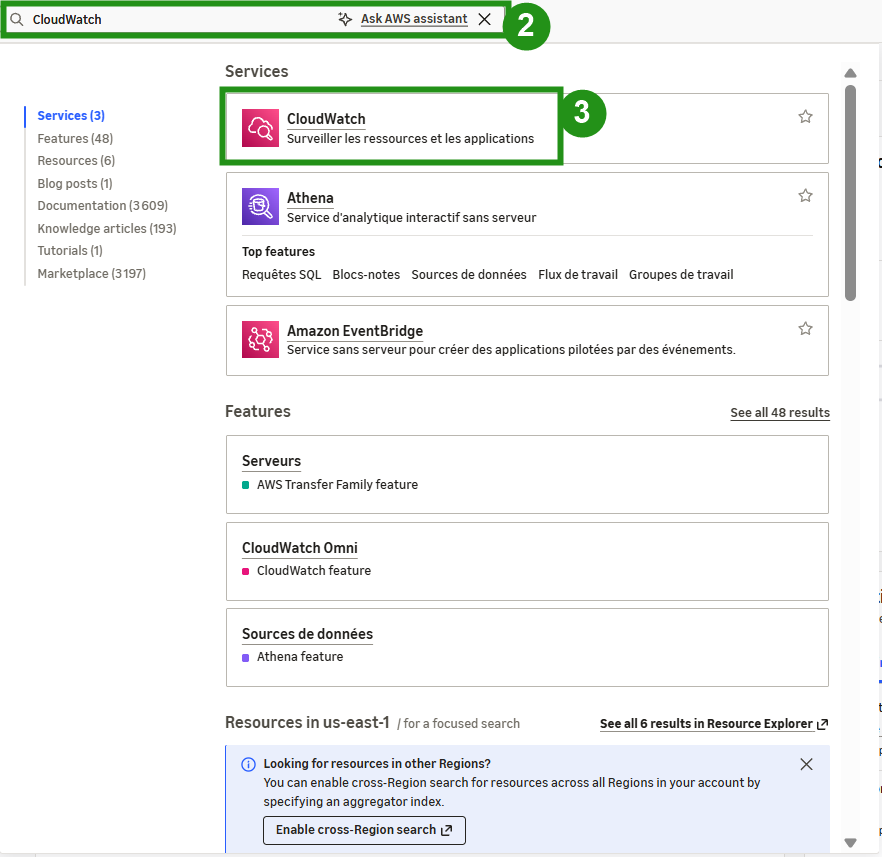 CloudWatch
Ask AWS assistant
2
Services (3)
Features (48)
Resources (6)
Blog posts (1)
Documentation (3 609)
Knowledge articles (193)
Tutorials (1)
Marketplace (3 197)
Services
CloudWatch
Surveiller les ressources et les applications
3
Athena
Service d'analytique interactif sans serveur
Top features
Requêtes SQL Blocs-notes Sources de données Flux de travail Groupes de travail
Amazon EventBridge
Service sans serveur pour créer des applications pilotées par des événements.
Features
See all 48 results
Serveurs
AWS Transfer Family feature
CloudWatch Omni
CloudWatch feature
Sources de données
Athena feature
Resources in us-east-1 / for a focused search
See all 6 results in Resource Explorer
Looking for resources in other Regions?
You can enable cross-Region search for resources across all Regions in your account by
specifying an aggregator index.
Enable cross-Region search